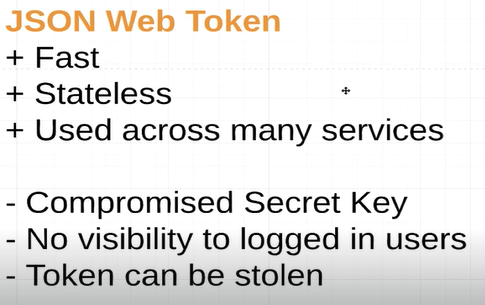 JSON Web Token
+ Fast
+ Stateless
+ Used across many services
- Compromised Secret Key
- No visibility to logged in users
- Token can be stolen